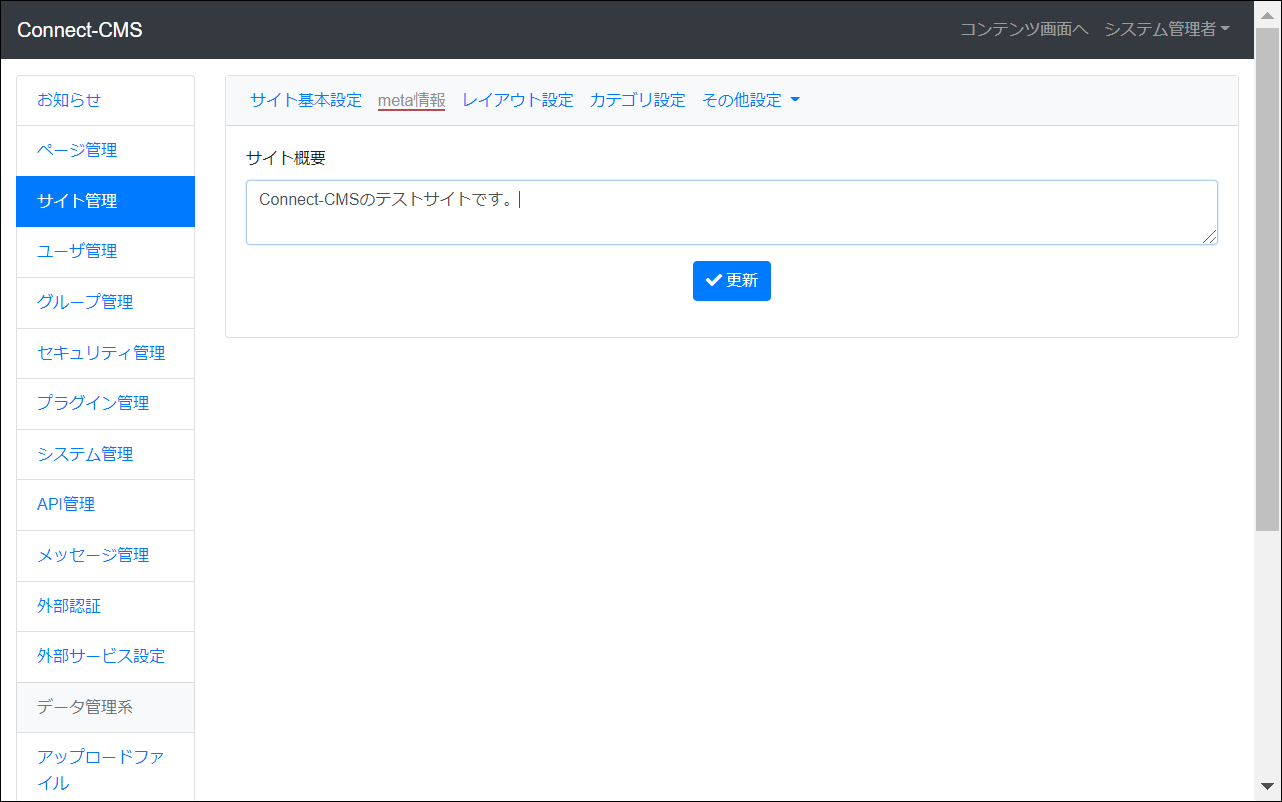 Connect-CMS
コンテンツ画面へ システム管理者
お知らせ
ページ管理
サイト管理
ユーザ管理
グループ管理
セキュリティ管理
プラグイン管理
システム管理
API管理
メッセージ管理
外部認証
外部サービス設定
データ管理系
アップロードファ
イル
サイト基本設定 meta情報 レイアウト設定 カテゴリ設定 その他設定
サイト概要
Connect-CMSのテストサイトです。
更新